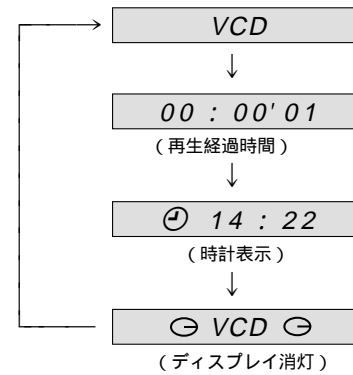 VCD
00 : 00' 01
(再生経過時間)
14 : 22
(時計表示)
VCD
(ディスプレイ消灯)